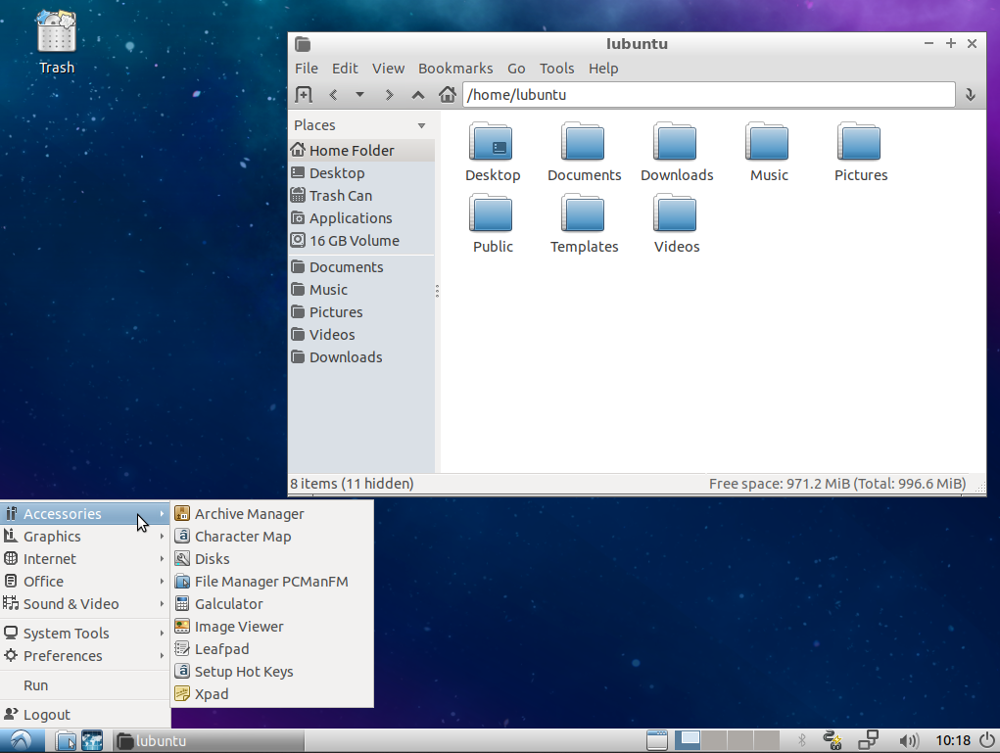 Trash
lubuntu
File Edit View Bookmarks Go Tools Help
/home/lubuntu
Places
Home Folder
Desktop
Trash Can
Applications
16 GB Volume
Documents
Music
Pictures
Videos
Downloads
Desktop Documents Downloads Music Pictures
Public Templates Videos
8 items (11 hidden) Free space: 971.2 MiB (Total: 996.6 MiB)
Accessories
Graphics
Internet
Office
Sound & Video
System Tools
Preferences
Run
Logout
Archive Manager
Character Map
Disks
File Manager PCManFM
Galculator
Image Viewer
Leafpad
Setup Hot Keys
Xpad
lubuntu 10:18